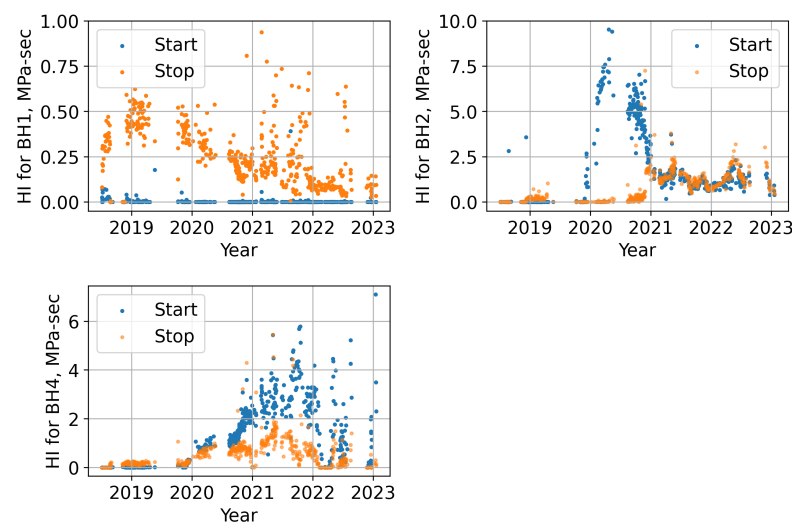 HI for BH1, MPa-sec
1.00
0.75
0.50
0.25
0.00
Start
Stop
2019 2020 2021 2022 2023
Year
HI for BH2, MPa-sec
10.0
7.5
5.0
2.5
0.0
Start
Stop
2019 2020 2021 2022 2023
Year
HI for BH4, MPa-sec
6
4
2
0
Start
Stop
2019 2020 2021 2022 2023
Year